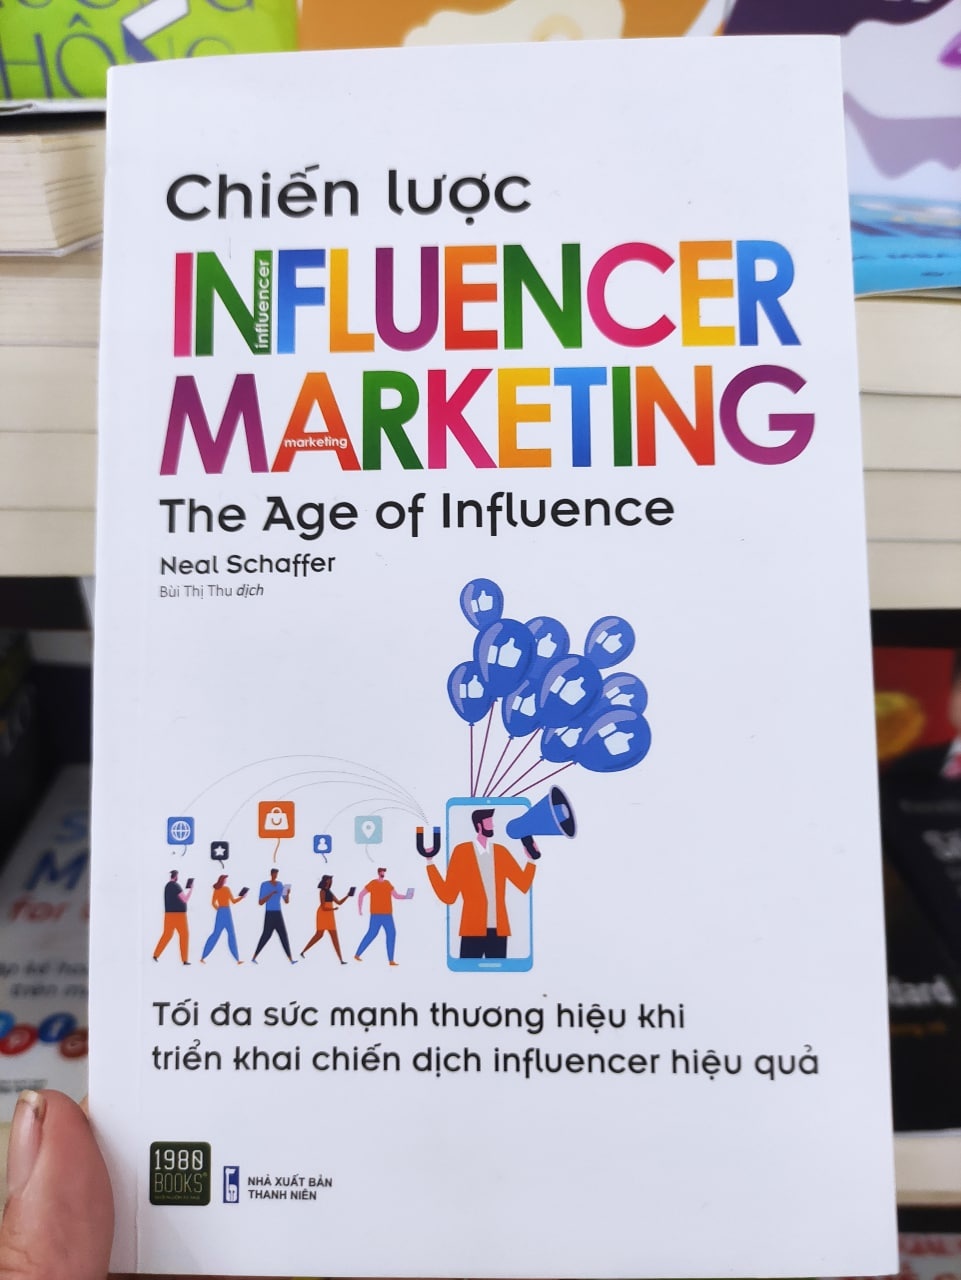 Chiến lược
INFLUENCER
influencer
MARKETING
marketing
The Age of Influence
Neal Schaffer
Bùi Thị Thu dịch
Tối đa sức mạnh thương hiệu khi
triển khai chiến dịch influencer hiệu quả
1980
BOOKS
NHÀ XUẤT BẢN
THANH NIÊN